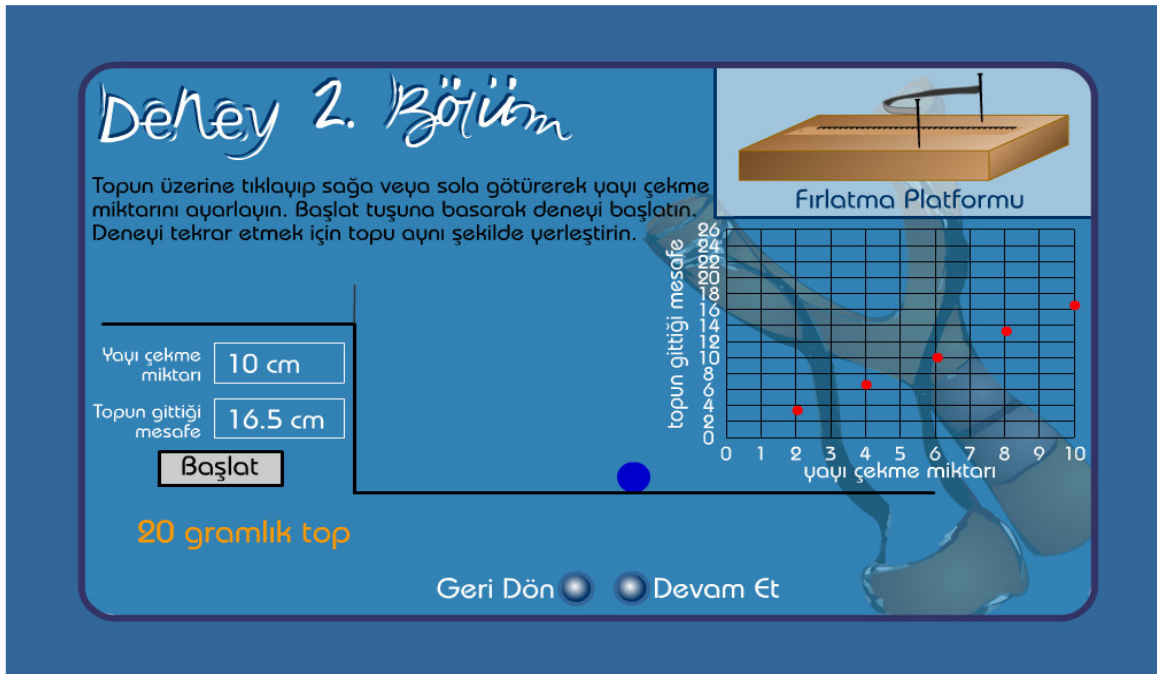 Deney 2. Bölüm
Topun üzerine tıklayıp sağa veya sola götürerek yayı çekme
miktarını ayarlayın. Başlat tuşuna basarak deneyi başlatın.
Deneyi tekrar etmek için topu aynı şekilde yerleştirin.
Fırlatma Platformu
topun gittiği mesafe
26
24
22
20
18
16
14
12
10
8
6
4
2
0
0 1 2 3 4 5 6 7 8 9 10
yayı çekme miktarı
Yayı çekme
miktarı
10 cm
Topun gittiği
mesafe
16.5 cm
Başlat
20 gramlık top
Geri Dön
Devam Et